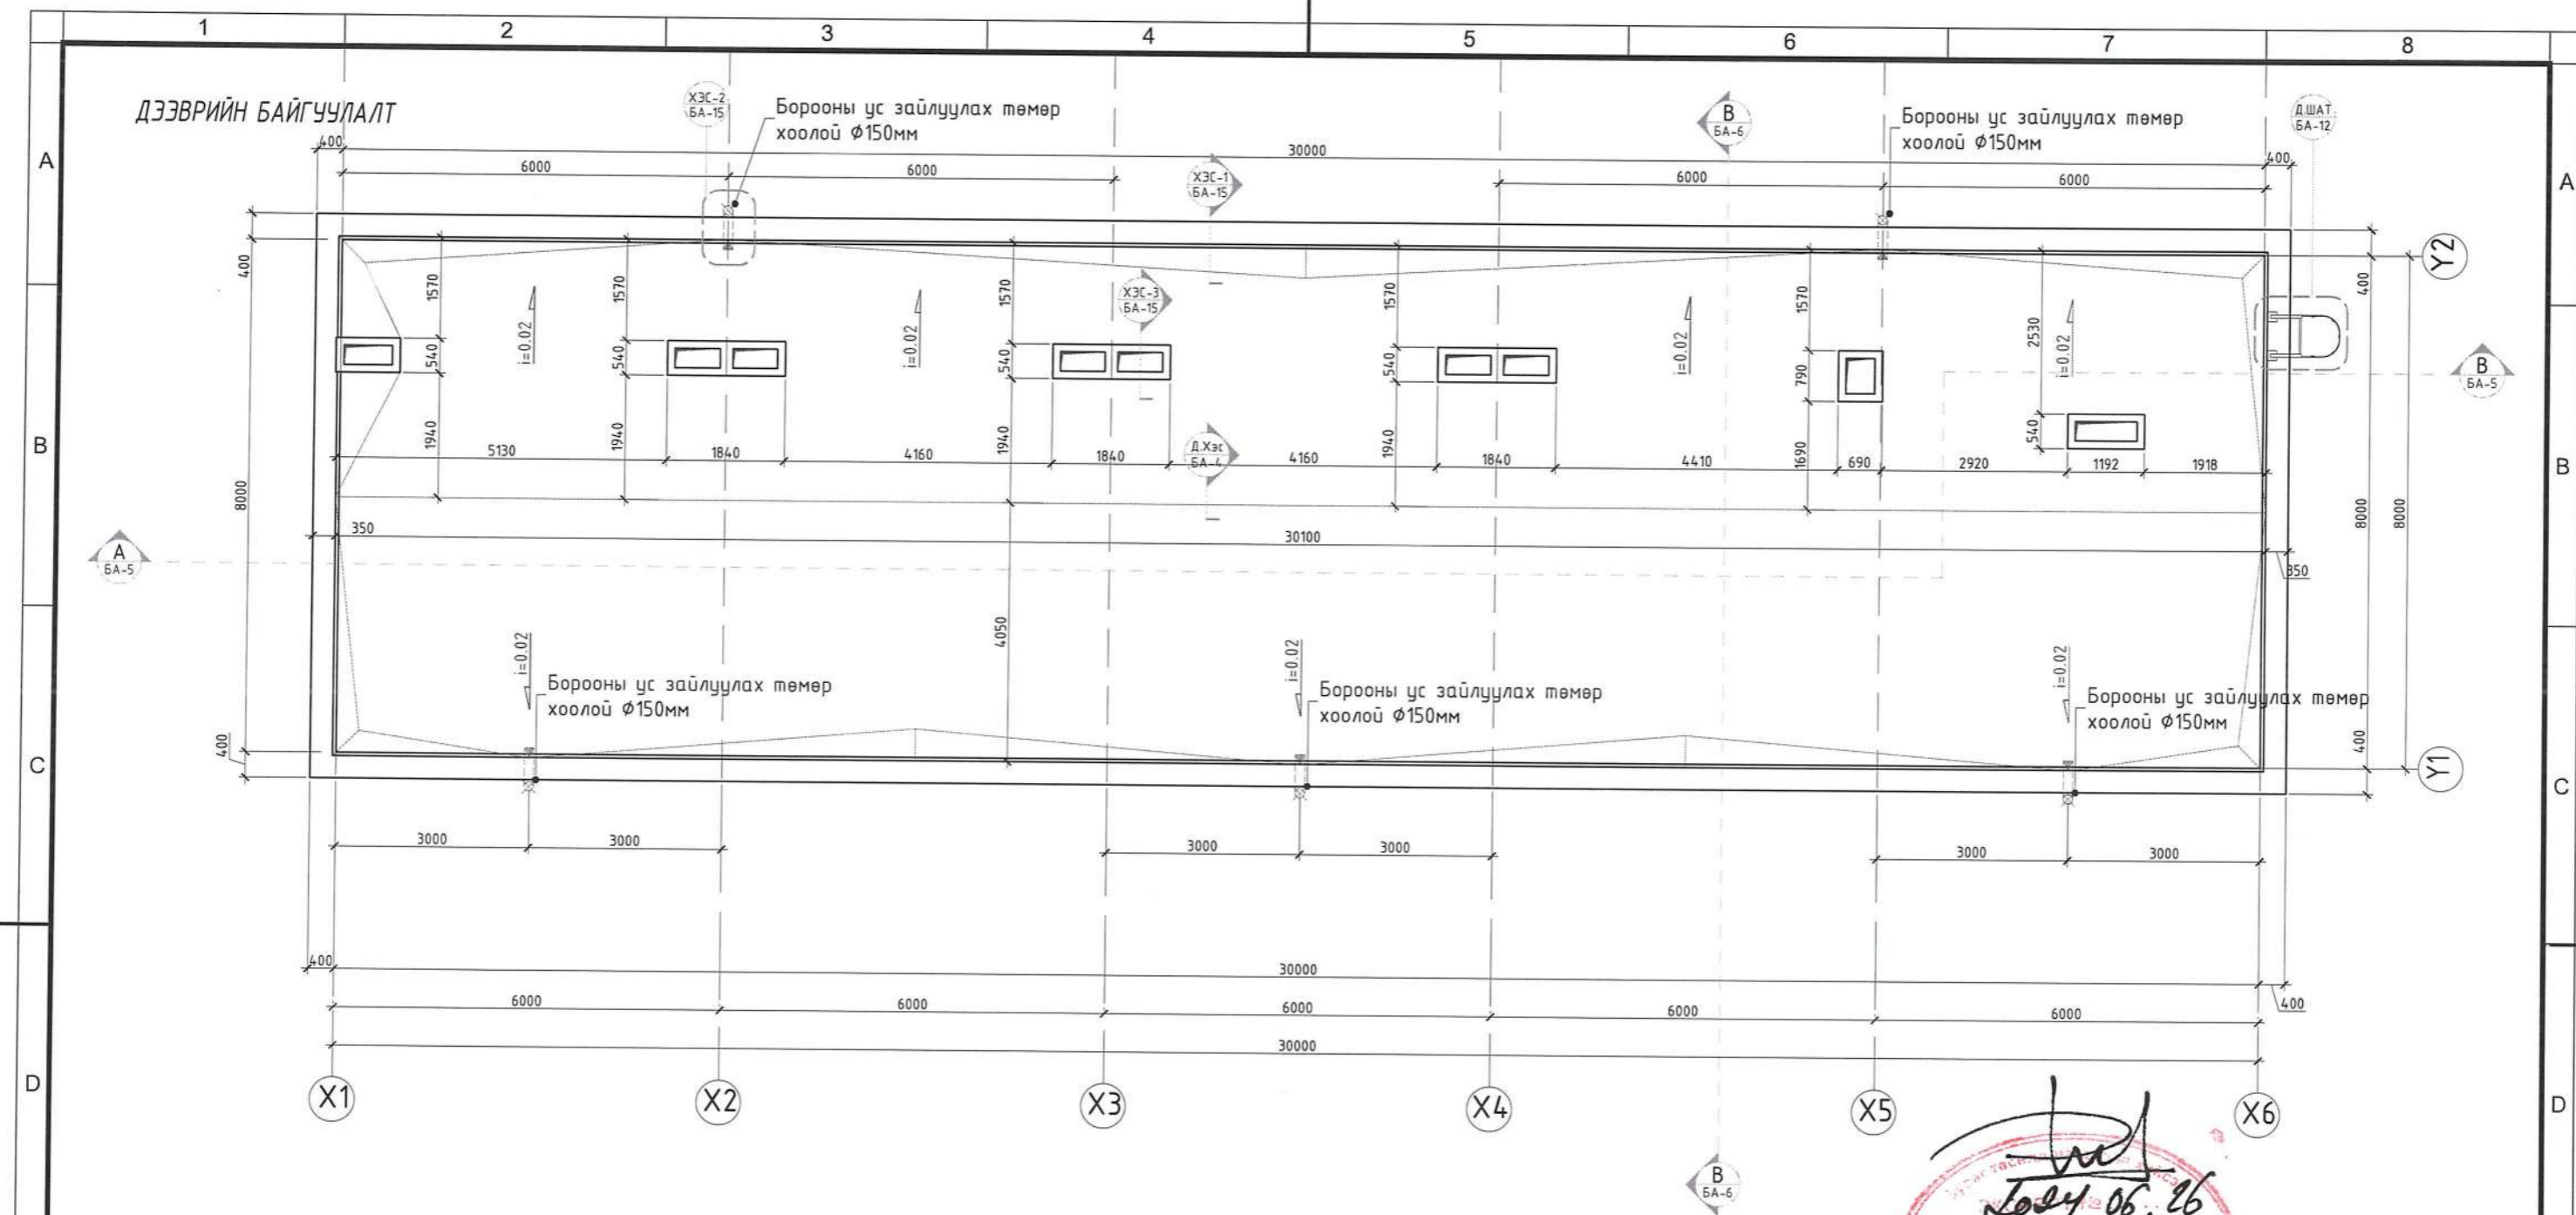 1 2 3 4 5 6 7 8
ДЭЭВРИЙН БАЙГУУЛАЛТ
ХЭС-2
БА-15
Борооны ус зайлуулах төмөр
хоолой Ф150мм
В
БА-6
Борооны ус зайлуулах төмөр
хоолой Ф150мм
Д.ШАТ.
БА-12
A
400 30000 400
6000 6000 6000 6000
ХЭС-1
БА-15
A
Y2
400 400
1570 1570 1570 1570 1570 2530
ХЭС-3
БА-15
i=0.02 i=0.02 i=0.02 i=0.02
540 540 540 540 790
В
БА-5
B
1940 1940 1940 1940 1690 540
Д.Хэс
БА-4
5130 1840 4160 1840 4160 1840 4410 690 2920 1192 1918
B
8000 8000 8000
350 30100 350
А
БА-5
4050
i=0.02 i=0.02 i=0.02
Борооны ус зайлуулах төмөр
хоолой Ф150мм
Борооны ус зайлуулах төмөр
хоолой Ф150мм
Борооны ус зайлуулах төмөр
хоолой Ф150мм
400 400
C
Y1
C
3000 3000 3000 3000 3000 3000
400 30000 400
6000 6000 6000 6000 6000
30000
D
X1 X2 X3 X4 X5 X6
D
В
БА-6
06.26